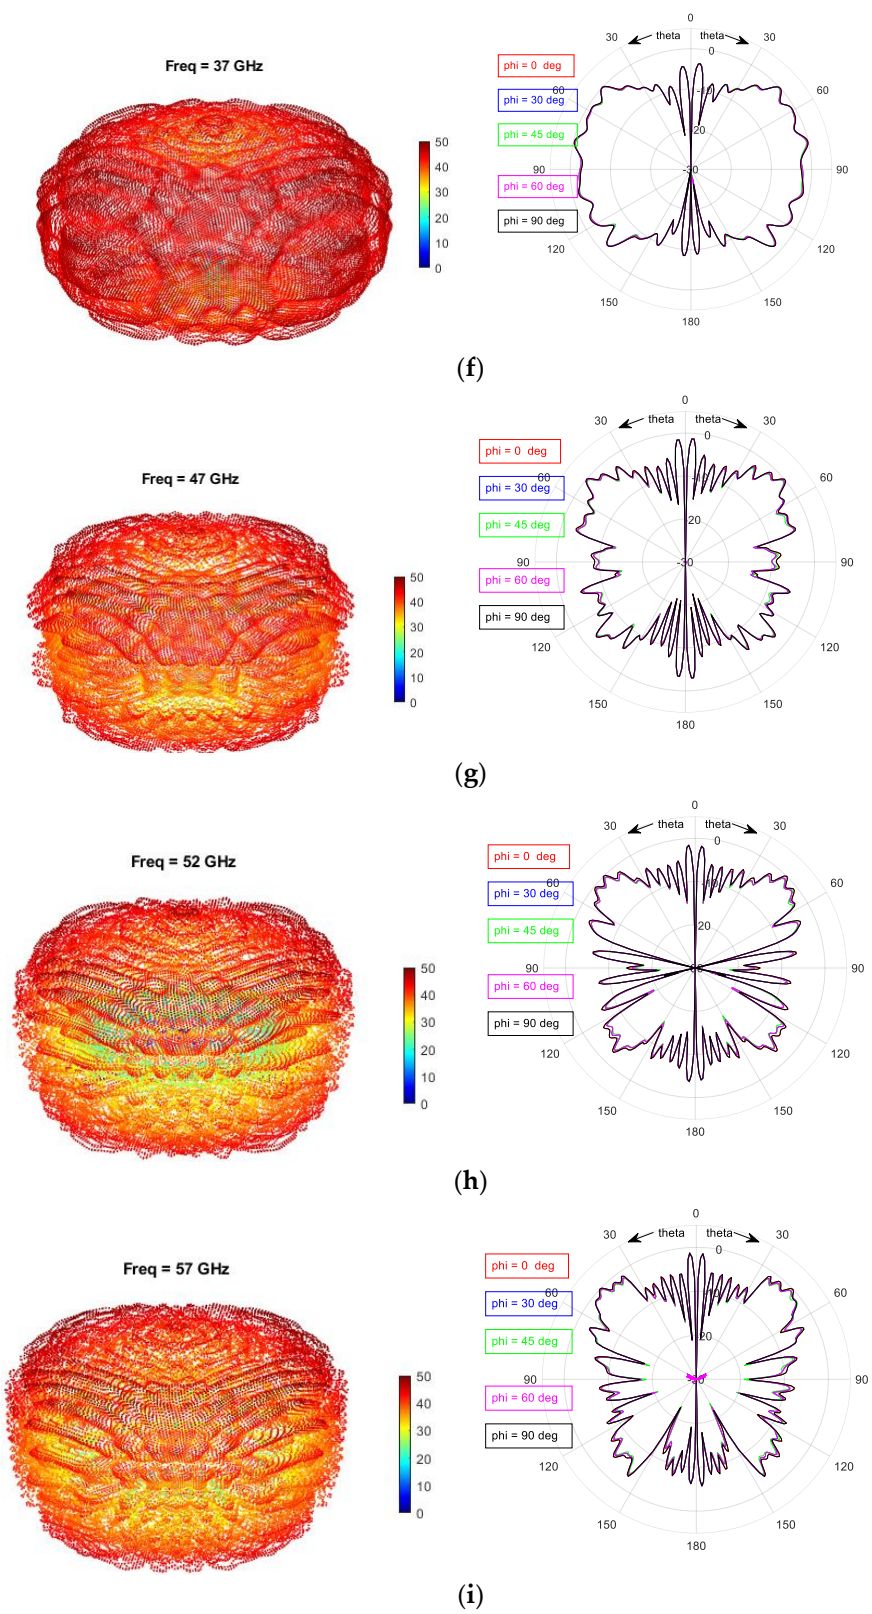 Freq = 37 GHz
50
40
30
20
10
0
0
30 theta theta 30
0
phi = 0 deg
60 -10 60
phi = 30 deg
phi = 45 deg
20
90 -30 90
phi = 60 deg
phi = 90 deg
120 120
150 150
180
(f)
Freq = 47 GHz
50
40
30
20
10
0
0
30 theta theta 30
0
phi = 0 deg
60 -10 60
phi = 30 deg
phi = 45 deg
20
90 -30 90
phi = 60 deg
phi = 90 deg
120 120
150 150
180
(g)
Freq = 52 GHz
50
40
30
20
10
0
0
30 theta theta 30
0
phi = 0 deg
60 -10 60
phi = 30 deg
phi = 45 deg
20
90 90
phi = 60 deg
phi = 90 deg
120 120
150 150
180
(h)
Freq = 57 GHz
50
40
30
20
10
0
0
30 theta theta 30
0
phi = 0 deg
60 -10 60
phi = 30 deg
phi = 45 deg
20
90 90
phi = 60 deg
phi = 90 deg
120 120
150 150
180
(i)